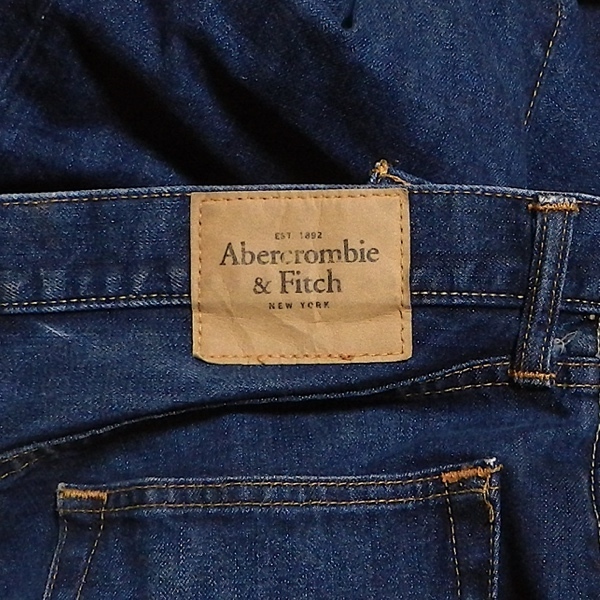 EST 1892
Abercrombie
& Fitch
NEW YORK